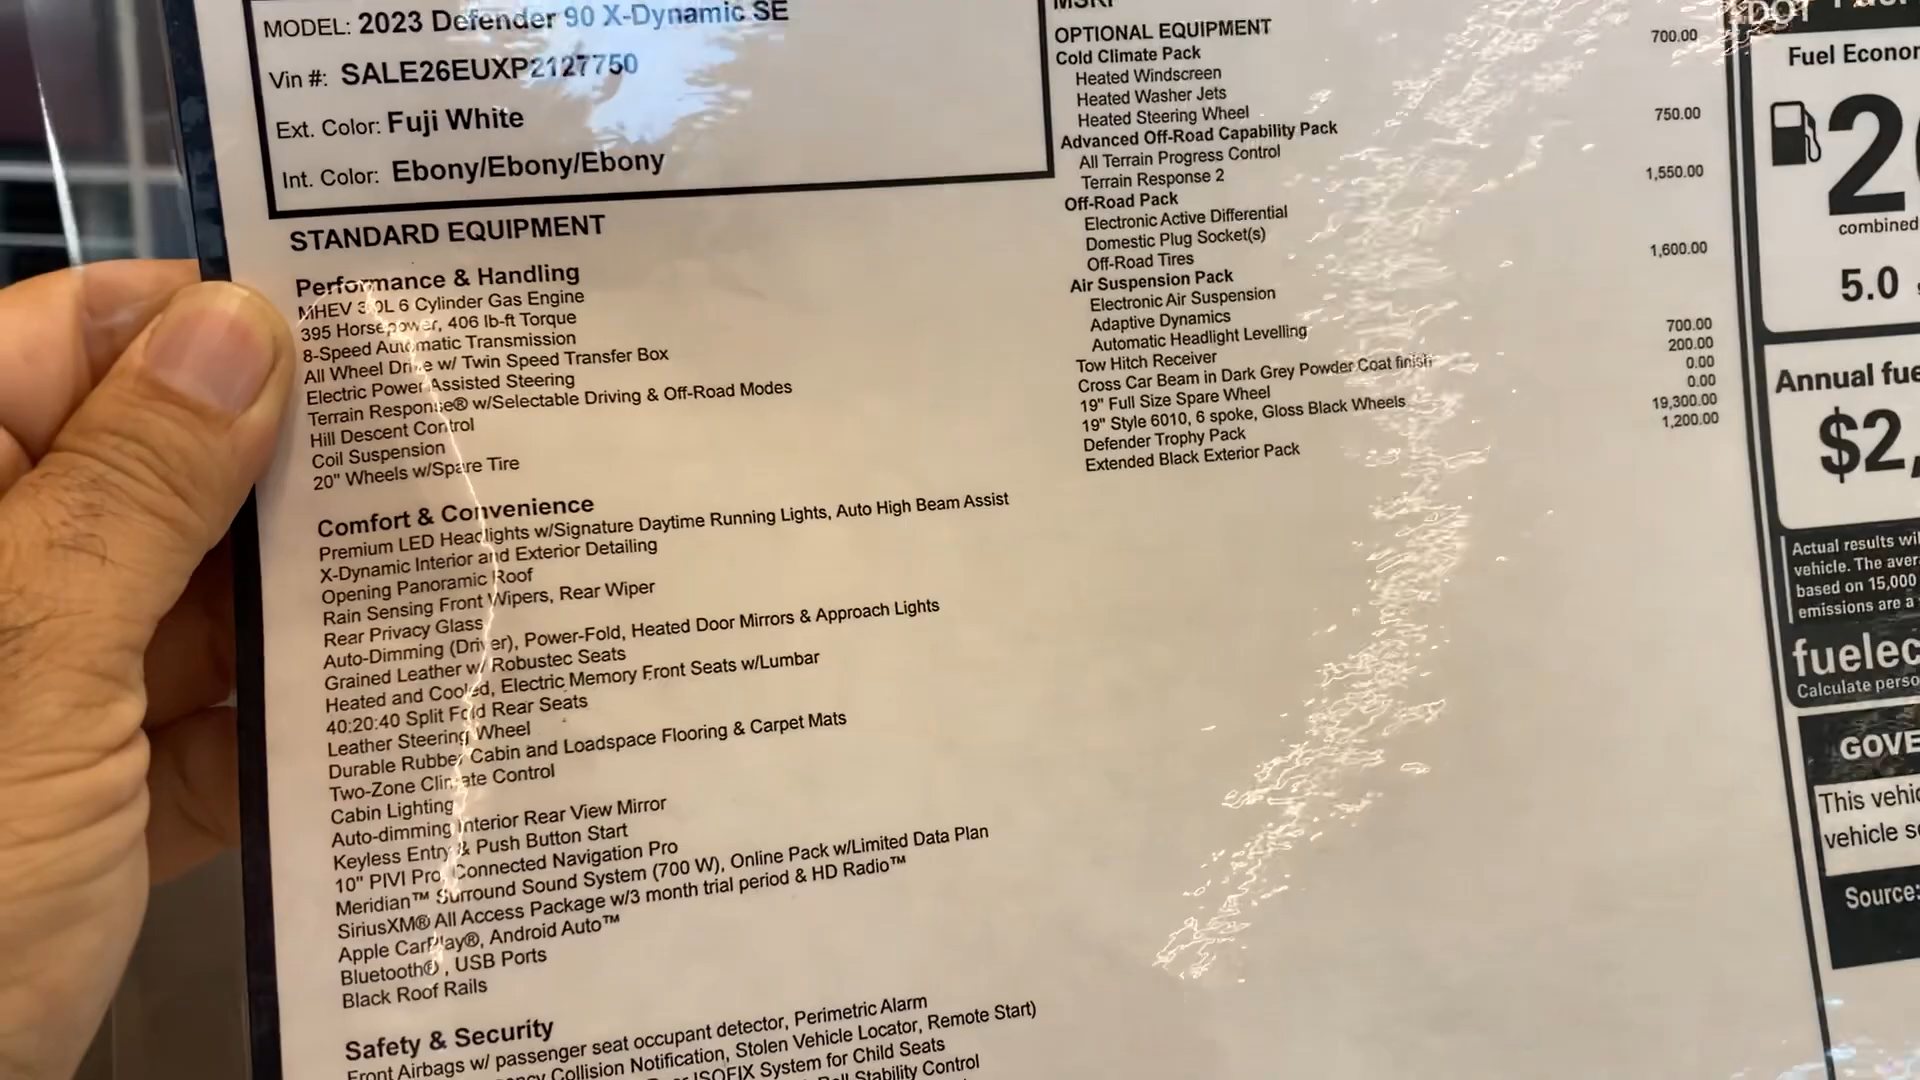 MODEL: 2023 Defender 90 X-Dynamic SE
Vin #: SALE26EUXP2127750
Ext. Color: Fuji White
Int. Color: Ebony/Ebony/Ebony
STANDARD EQUIPMENT
Performance & Handling
MHEV 3.0L 6 Cylinder Gas Engine
395 Horsepower, 406 lb-ft Torque
8-Speed Automatic Transmission
All Wheel Drive w/ Twin Speed Transfer Box
Electric Power Assisted Steering
Terrain Response® w/Selectable Driving & Off-Road Modes
Hill Descent Control
Coil Suspension
20" Wheels w/Spare Tire
Comfort & Convenience
Premium LED Headlights w/Signature Daytime Running Lights, Auto High Beam Assist
X-Dynamic Interior and Exterior Detailing
Opening Panoramic Roof
Rain Sensing Front Wipers, Rear Wiper
Rear Privacy Glass
Auto-Dimming (Driver), Power-Fold, Heated Door Mirrors & Approach Lights
Grained Leather w/ Robustec Seats
Heated and Cooled, Electric Memory Front Seats w/Lumbar
40:20:40 Split Fold Rear Seats
Leather Steering Wheel
Durable Rubber Cabin and Loadspace Flooring & Carpet Mats
Two-Zone Climate Control
Cabin Lighting
Auto-dimming Interior Rear View Mirror
Keyless Entry & Push Button Start
10" PIVI Pro, Connected Navigation Pro
Meridian™ Surround Sound System (700 W), Online Pack w/Limited Data Plan
SiriusXM® All Access Package w/3 month trial period & HD Radio™
Apple CarPlay®, Android Auto™
Bluetooth®, USB Ports
Black Roof Rails
Safety & Security
Front Airbags w/ passenger seat occupant detector, Perimetric Alarm
Collision Notification, Stolen Vehicle Locator, Remote Start)
ISOFIX System for Child Seats
Stability Control
MSRP
OPTIONAL EQUIPMENT
Cold Climate Pack 700.00
Heated Windscreen
Heated Washer Jets
Heated Steering Wheel
Advanced Off-Road Capability Pack 750.00
All Terrain Progress Control
Terrain Response 2
Off-Road Pack 1,550.00
Electronic Active Differential
Domestic Plug Socket(s)
Off-Road Tires
Air Suspension Pack 1,600.00
Electronic Air Suspension
Adaptive Dynamics
Automatic Headlight Levelling
Tow Hitch Receiver 700.00
Cross Car Beam in Dark Grey Powder Coat finish 200.00
19" Full Size Spare Wheel 0.00
19" Style 6010, 6 spoke, Gloss Black Wheels 0.00
Defender Trophy Pack 19,300.00
Extended Black Exterior Pack 1,200.00
DOT
Fuel Econo
2
combined
5.0
Annual fue
$2,
Actual results wil
vehicle. The aver
based on 15,000
emissions are a
fuelec
Calculate perso
GOVE
This vehic
vehicle s
Source: